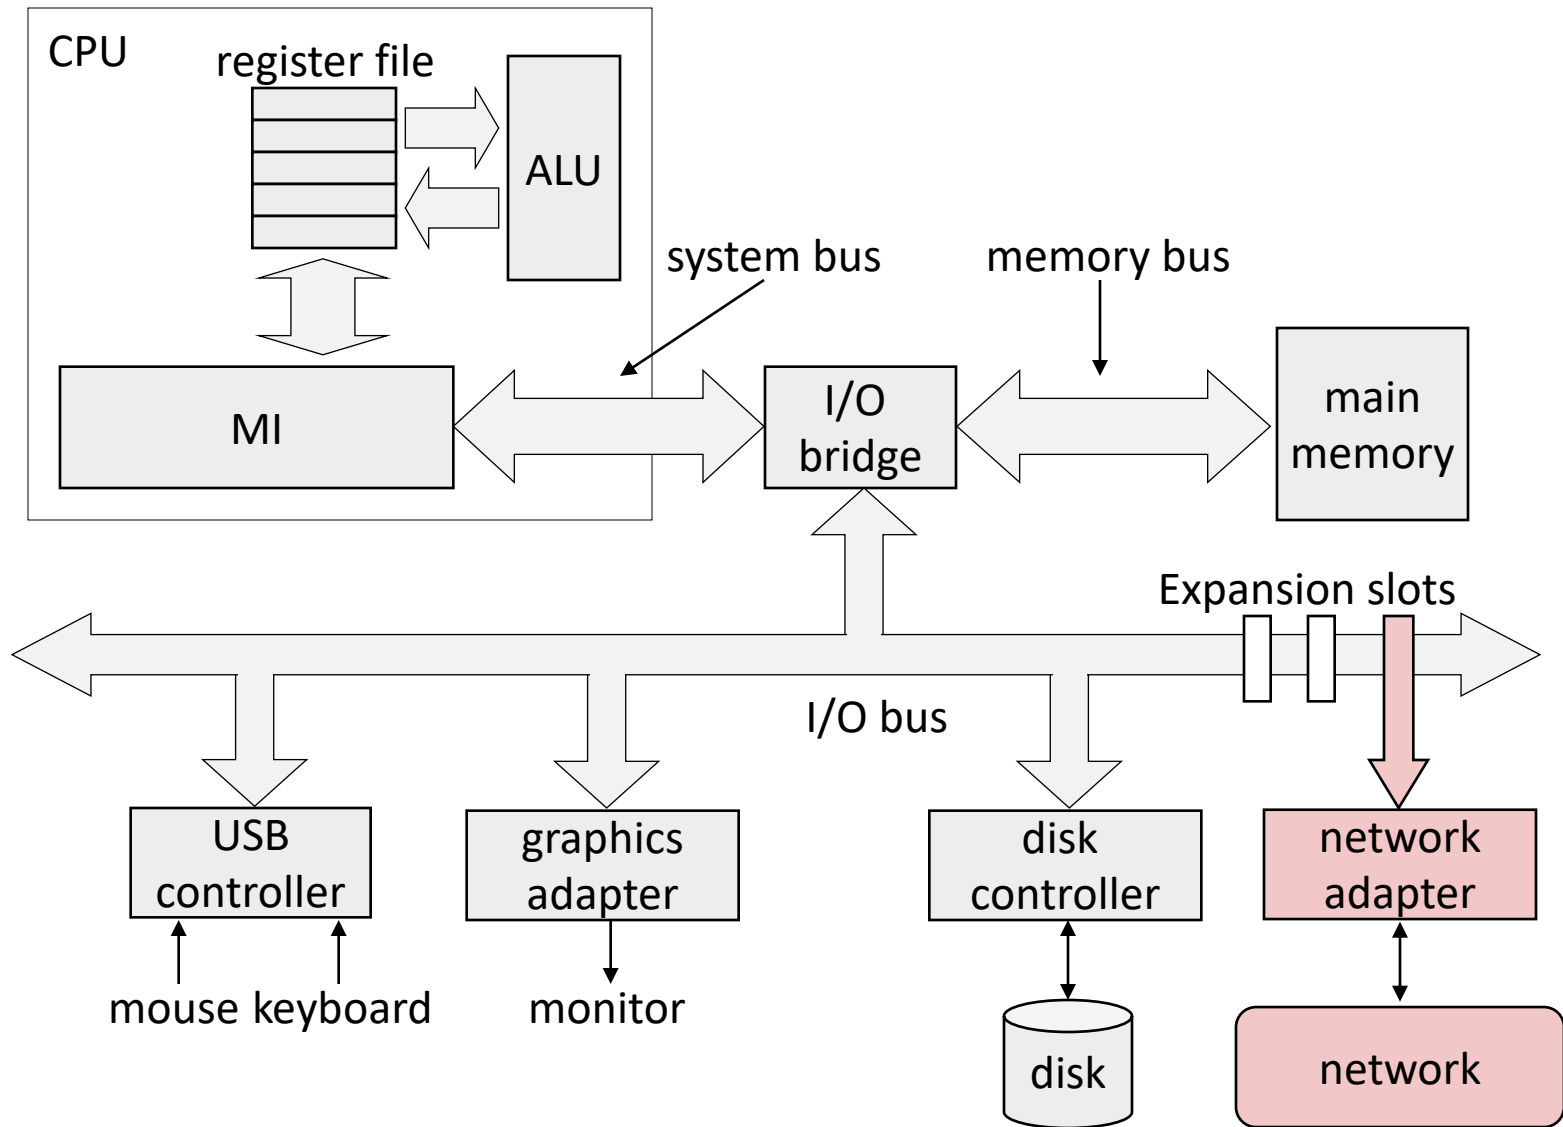 CPU
register file
ALU
system bus
memory bus
MI
I/O
bridge
main
memory
Expansion slots
I/O bus
USB
controller
graphics
adapter
disk
controller
network
adapter
mouse keyboard
monitor
disk
network